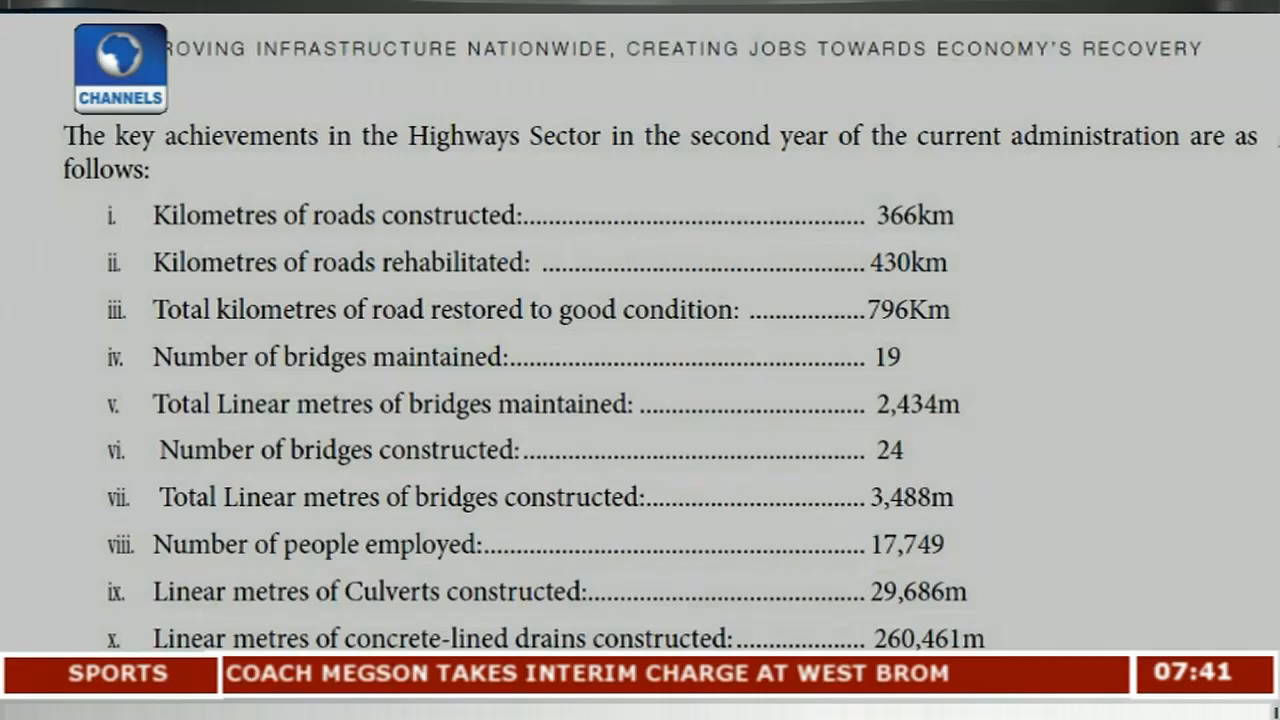 ROVING INFRASTRUCTURE NATIONWIDE, CREATING JOBS TOWARDS ECONOMY'S RECOVERY
CHANNELS
The key achievements in the Highways Sector in the second year of the current administration are as
follows:
i. Kilometres of roads constructed:..................................................... 366km
ii. Kilometres of roads rehabilitated: .................................................. 430km
iii. Total kilometres of road restored to good condition: ..................796Km
iv. Number of bridges maintained:....................................................... 19
v. Total Linear metres of bridges maintained: ................................... 2,434m
vi. Number of bridges constructed:..................................................... 24
vii. Total Linear metres of bridges constructed:.................................. 3,488m
viii. Number of people employed:........................................................... 17,749
ix. Linear metres of Culverts constructed:........................................... 29,686m
x. Linear metres of concrete-lined drains constructed:.................... 260,461m
SPORTS COACH MEGSON TAKES INTERIM CHARGE AT WEST BROM 07:41